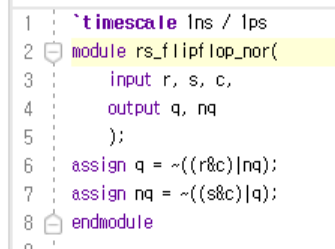 1 `timescale 1ns / 1ps
2 module rs_flipflop_nor(
3 input r, s, c,
4 output q, nq
5 );
6 assign q = ~((r&c)|nq);
7 assign nq = ~((s&c)|q);
8 endmodule